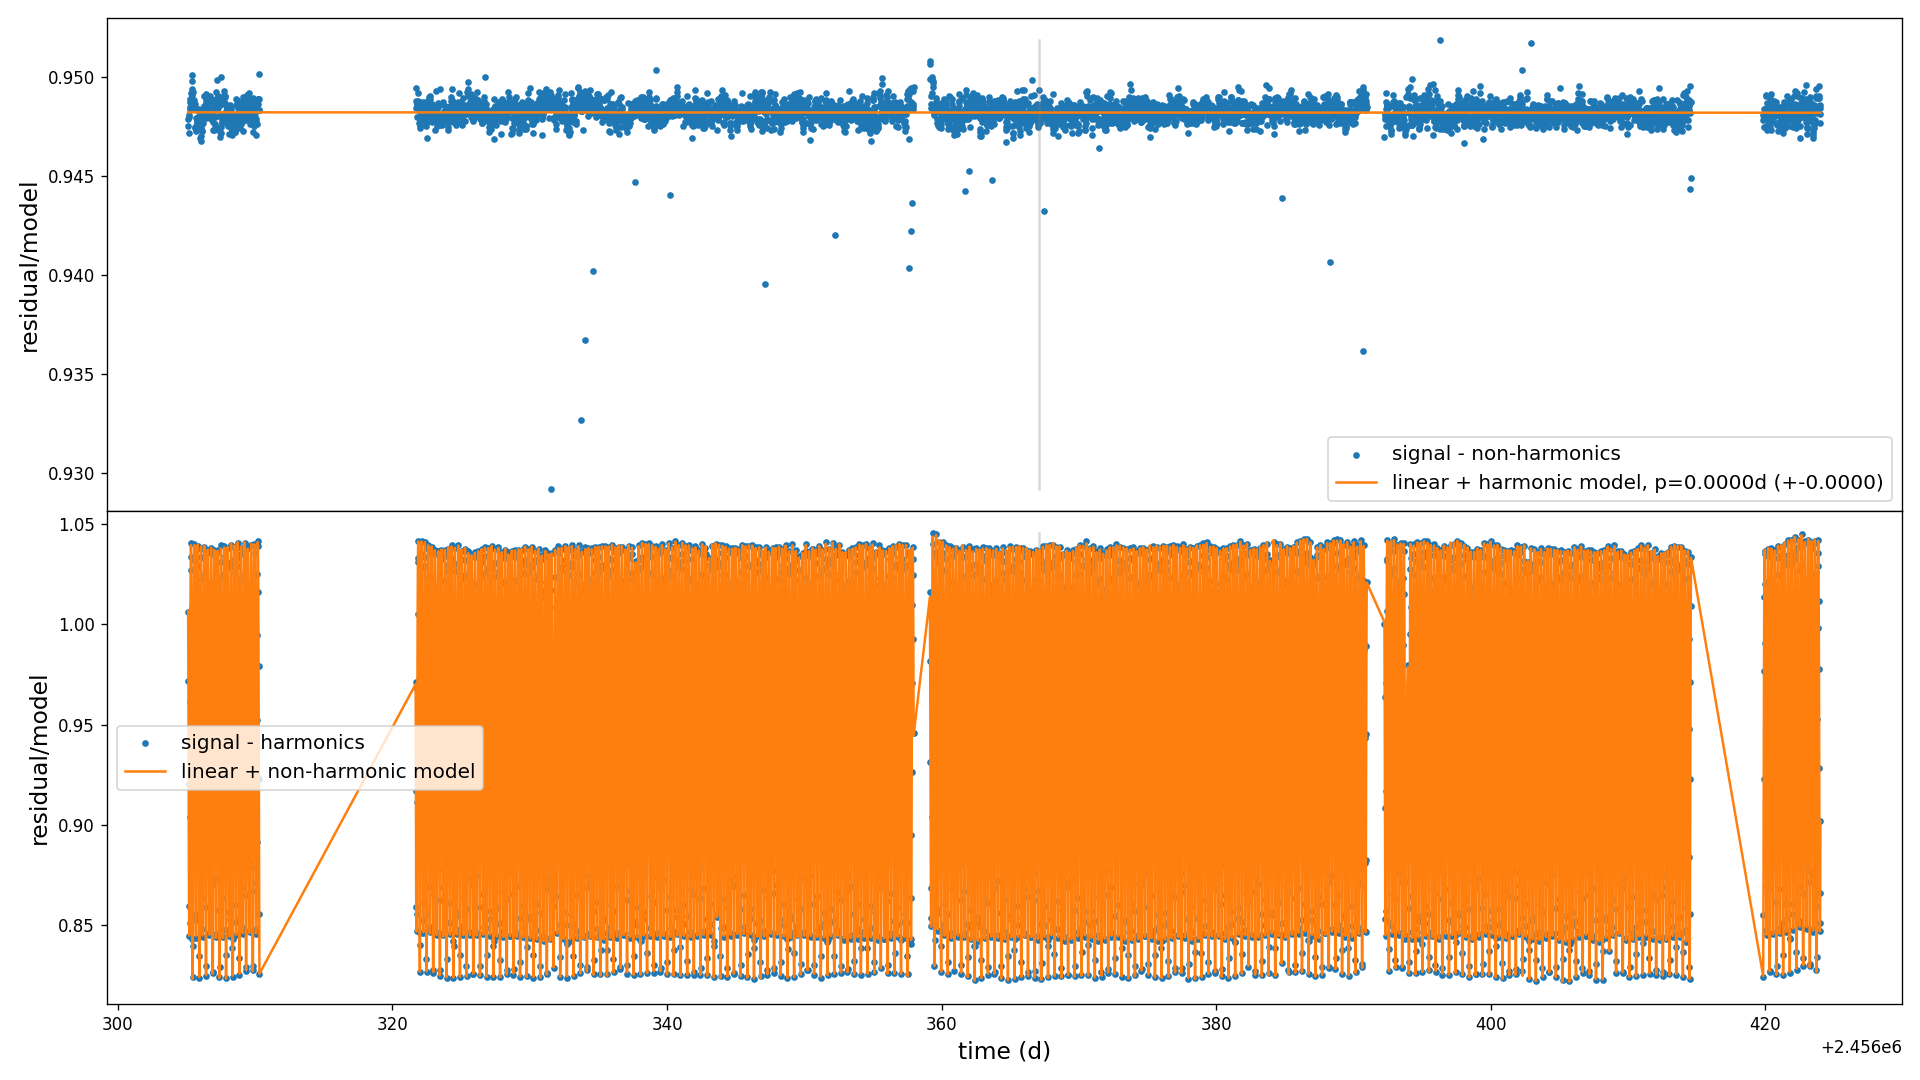 0.950
0.945
0.940
0.935
0.930
residual/model
signal - non-harmonics
linear + harmonic model, p=0.0000d (+-0.0000)
1.05
1.00
0.95
0.90
0.85
residual/model
signal - harmonics
linear + non-harmonic model
300
320
340
360
380
400
420
time (d)
+2.456e6